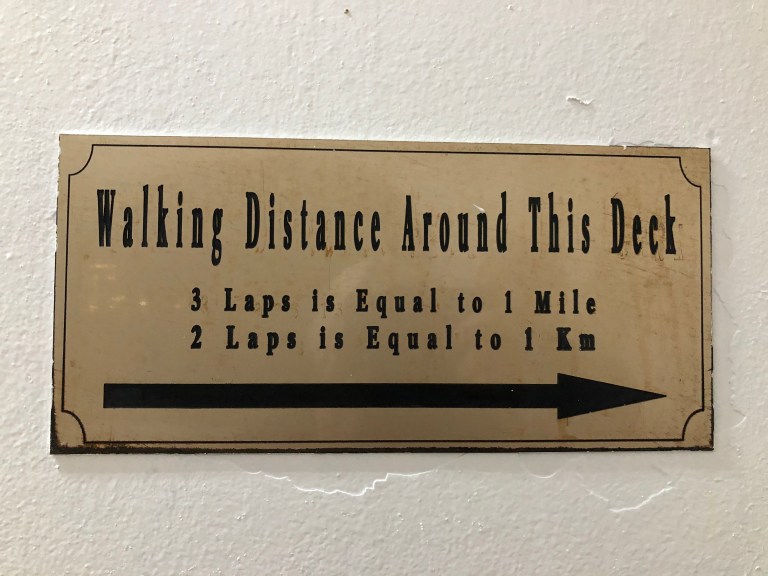 Walking Distance Around This Deck
3 Laps is Equal to 1 Mile
2 Laps is Equal to 1 Km